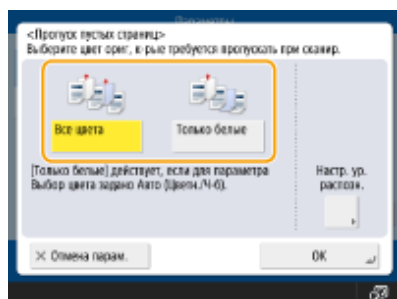 Параметры
<Пропуск пустых страниц>
Выберите цвет ориг., к-рые требуется пропускать при сканир.
Все цвета
Только белые
[Только белые] действует, если для параметра
Выбор цвета задано Авто (Цветн./Ч-б).
Настр. ур.
распозн.
× Отмена парам.
OK